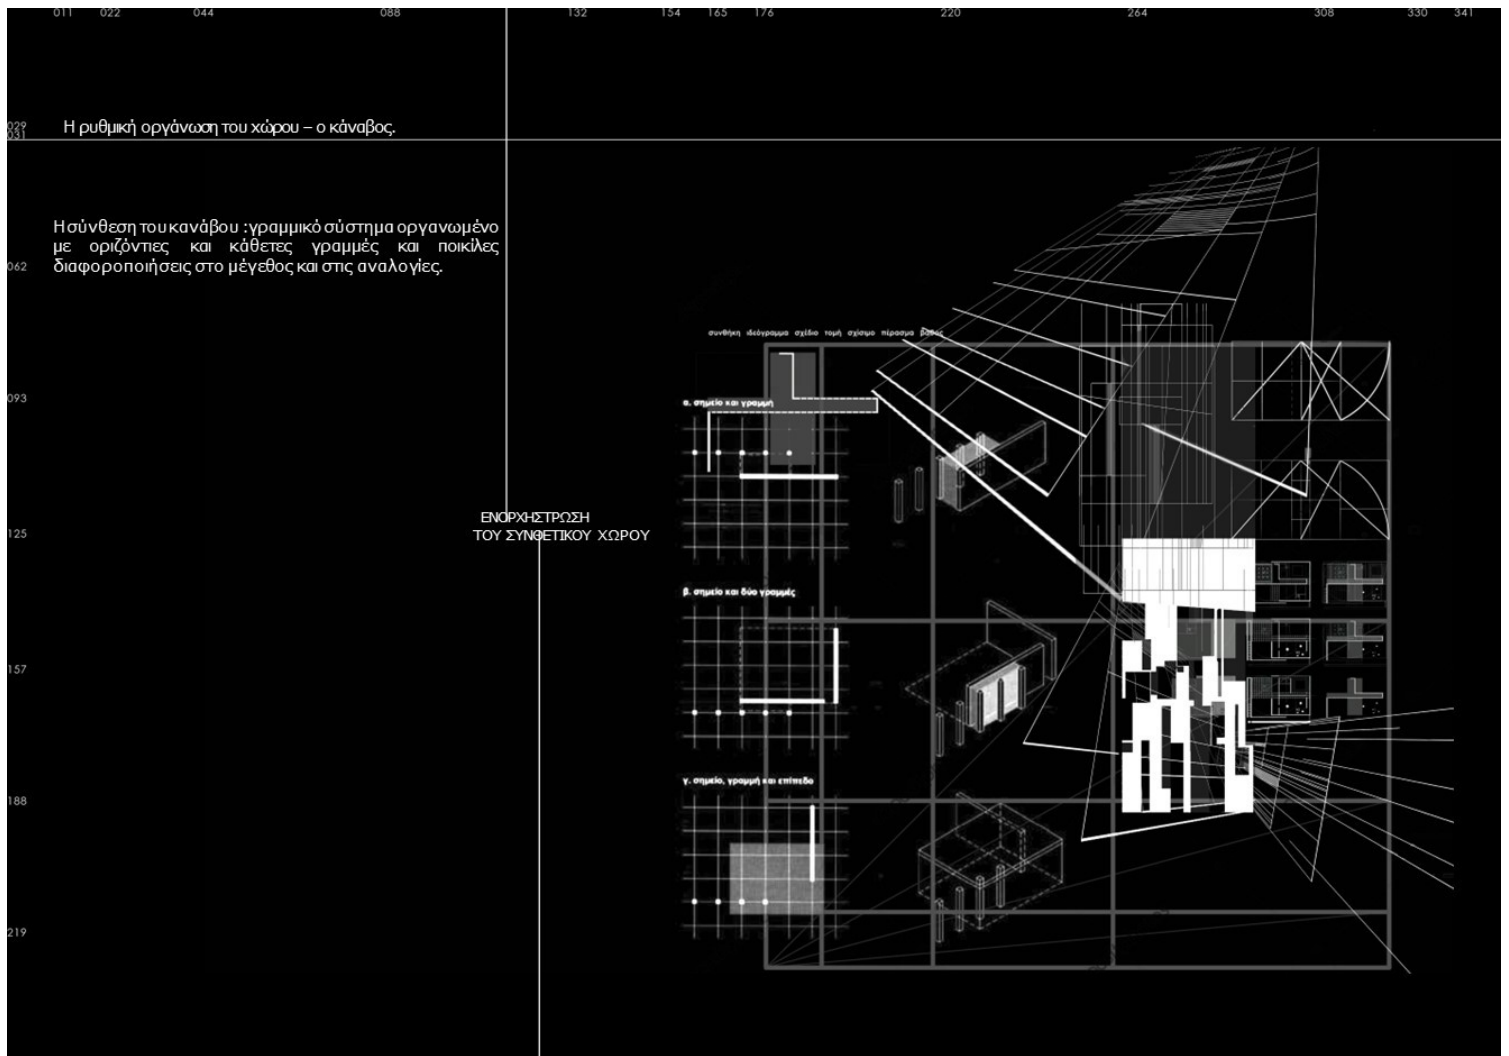 011 022 044 088 132 154 165 176 220 264 308 330 341
029
031
Η ρυθμική οργάνωση του χώρου – ο κάναβος.
Η σύνθεση του κανάβου : γραμμικό σύστημα οργανωμένο
με οριζόντιες και κάθετες γραμμές και ποικίλες
διαφοροποιήσεις στο μέγεθος και στις αναλογίες.
062
συνθήκη ιδεόγραμμα σχέδιο τομή σχίσιμο πέρασμα βάθος
093
α. σημείο και γραμμή
ΕΝΟΡΧΗΣΤΡΩΣΗ
ΤΟΥ ΣΥΝΘΕΤΙΚΟΥ ΧΩΡΟΥ
125
β. σημείο και δύο γραμμές
157
γ. σημείο, γραμμή και επίπεδο
188
219